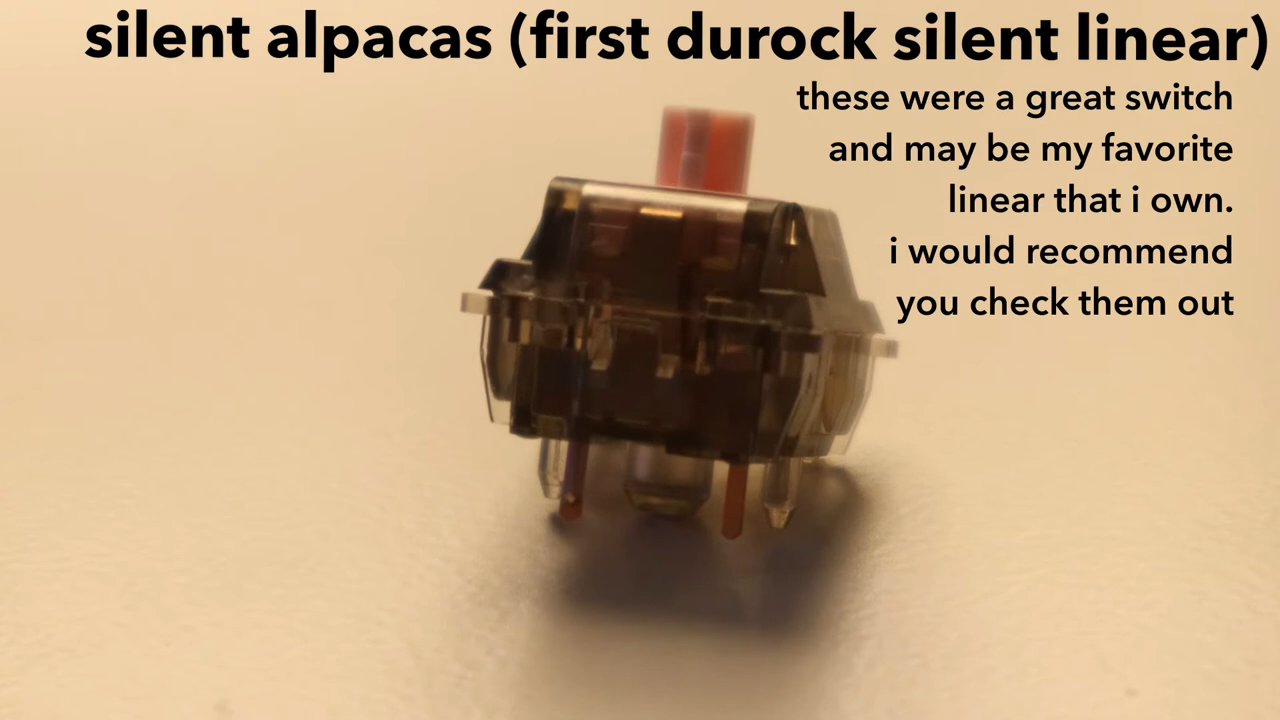 silent alpacas (first durock silent linear)
these were a great switch
and may be my favorite
linear that i own.
i would recommend
you check them out